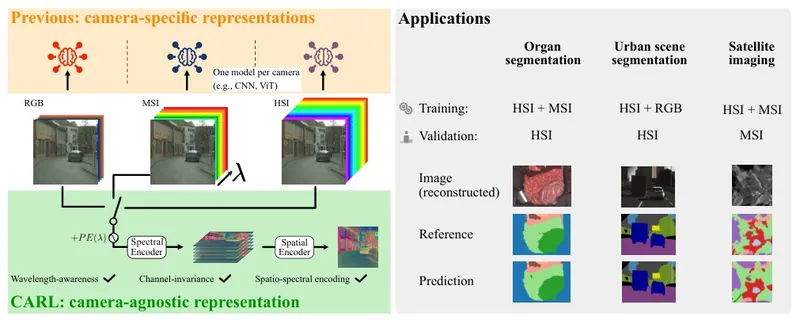 Previous: camera-specific representations
One model per camera
(e.g., CNN, ViT)
RGB
MSI
HSI
λ
+PE(λ)
Spectral
Encoder
Spatial
Encoder
Wavelength-awareness ✔
Channel-invariance ✔
Spatio-spectral encoding ✔
CARL: camera-agnostic representation
Applications
Organ
segmentation
Urban scene
segmentation
Satellite
imaging
Training:
HSI + MSI
HSI + RGB
HSI + MSI
Validation:
HSI
HSI
MSI
Image
(reconstructed)
Reference
Prediction